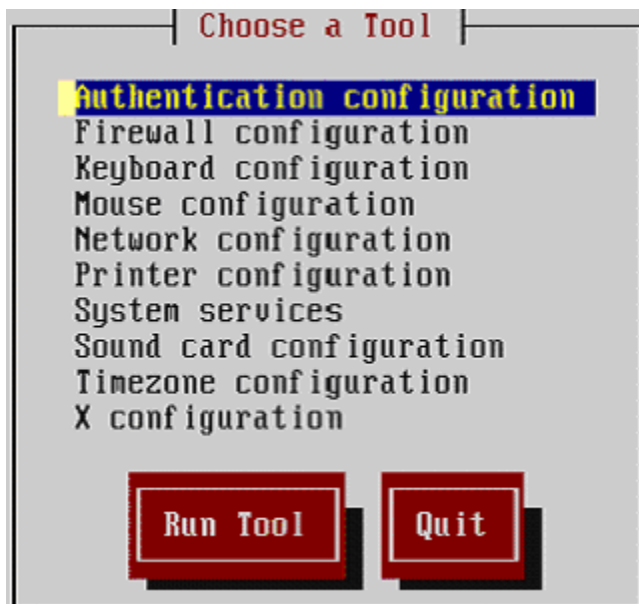 Choose a Tool
Authentication configuration
Firewall configuration
Keyboard configuration
Mouse configuration
Network configuration
Printer configuration
System services
Sound card configuration
Timezone configuration
X configuration
Run Tool Quit